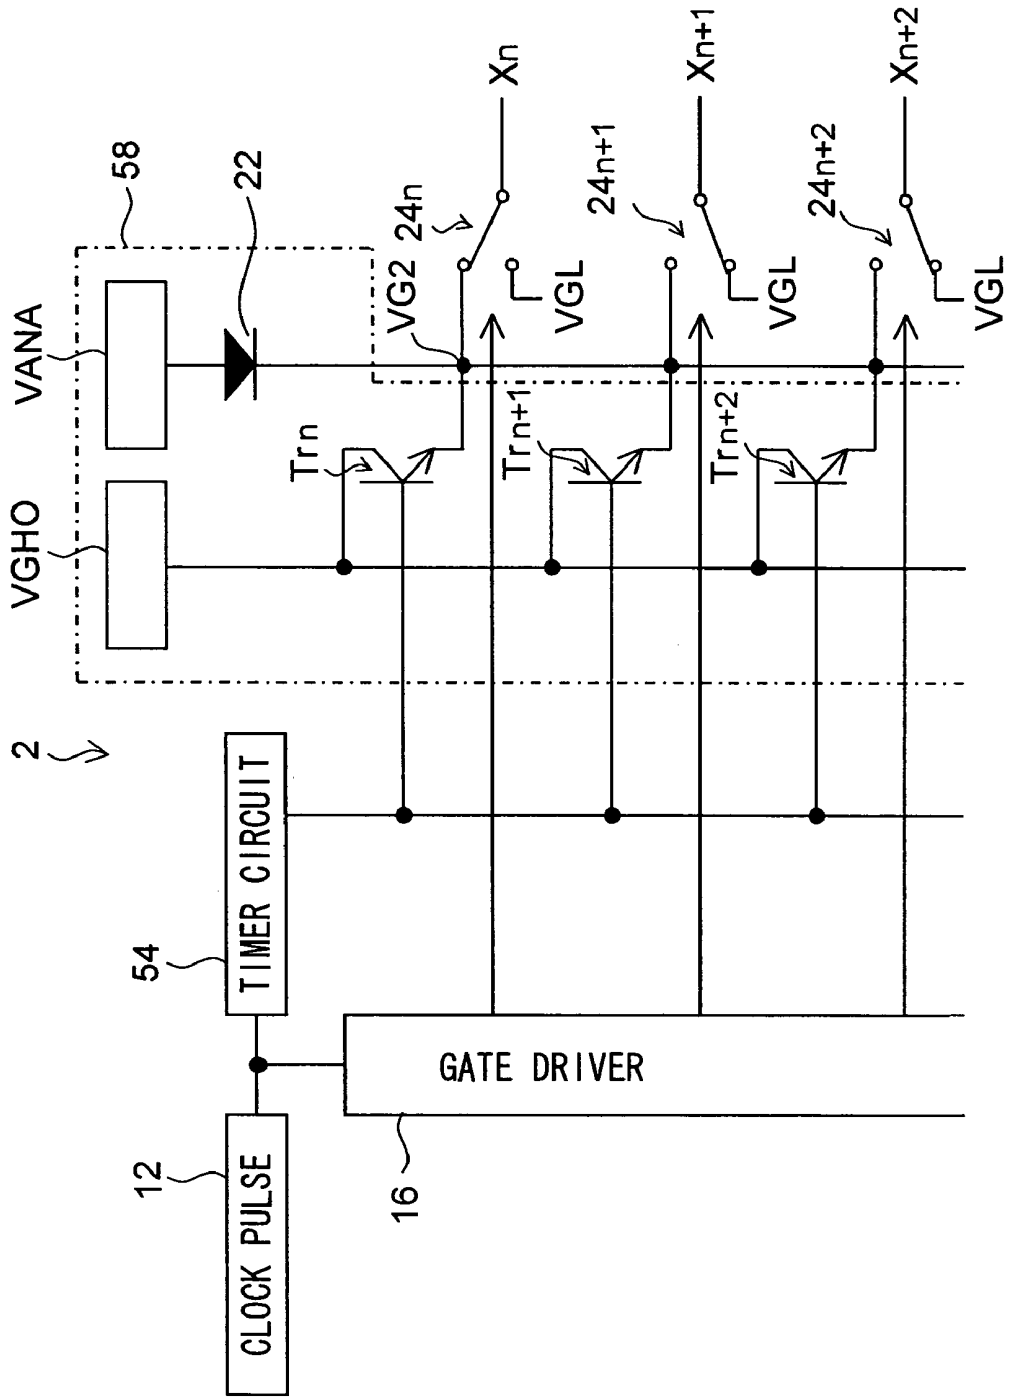 2
VGHO
VANA
58
22
12
CLOCK PULSE
54
TIMER CIRCUIT
16
GATE DRIVER
Trn
VG2
24n
Xn
VGL
Trn+1
24n+1
Xn+1
VGL
Trn+2
24n+2
Xn+2
VGL